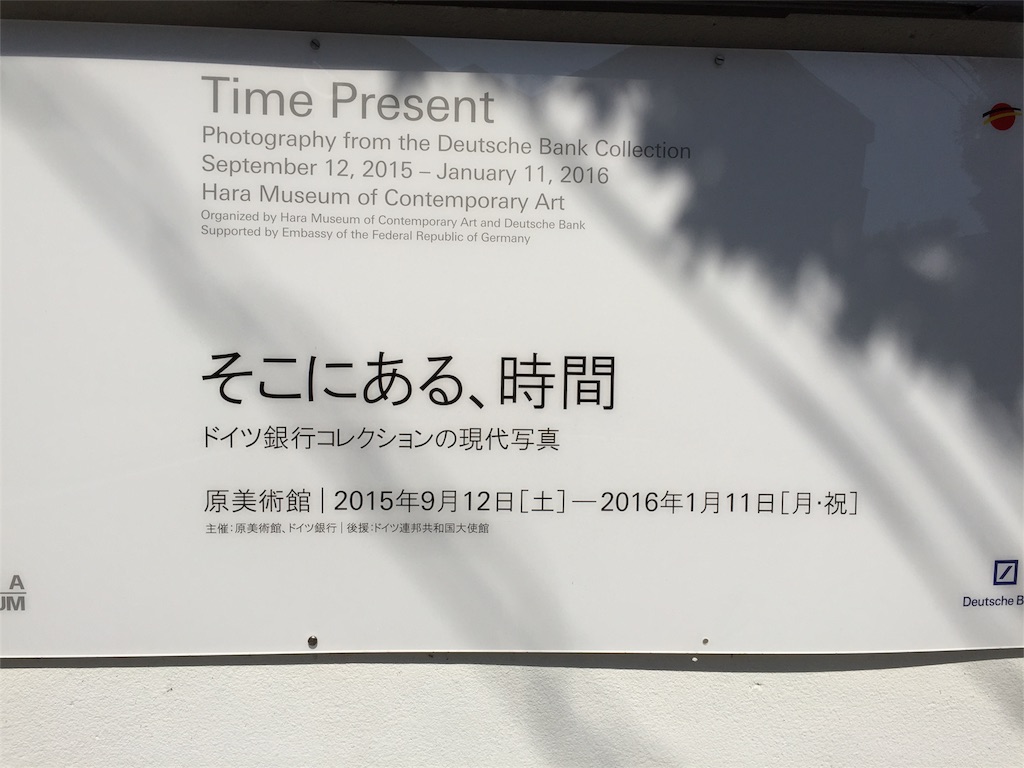 Time Present
Photography from the Deutsche Bank Collection
September 12, 2015 – January 11, 2016
Hara Museum of Contemporary Art
Organized by Hara Museum of Contemporary Art and Deutsche Bank
Supported by Embassy of the Federal Republic of Germany
そこにある、時間
ドイツ銀行コレクションの現代写真
原美術館 | 2015年9月12日[土]—2016年1月11日[月・祝]
主催：原美術館、ドイツ銀行 | 後援：ドイツ連邦共和国大使館
A
UM
Deutsche B